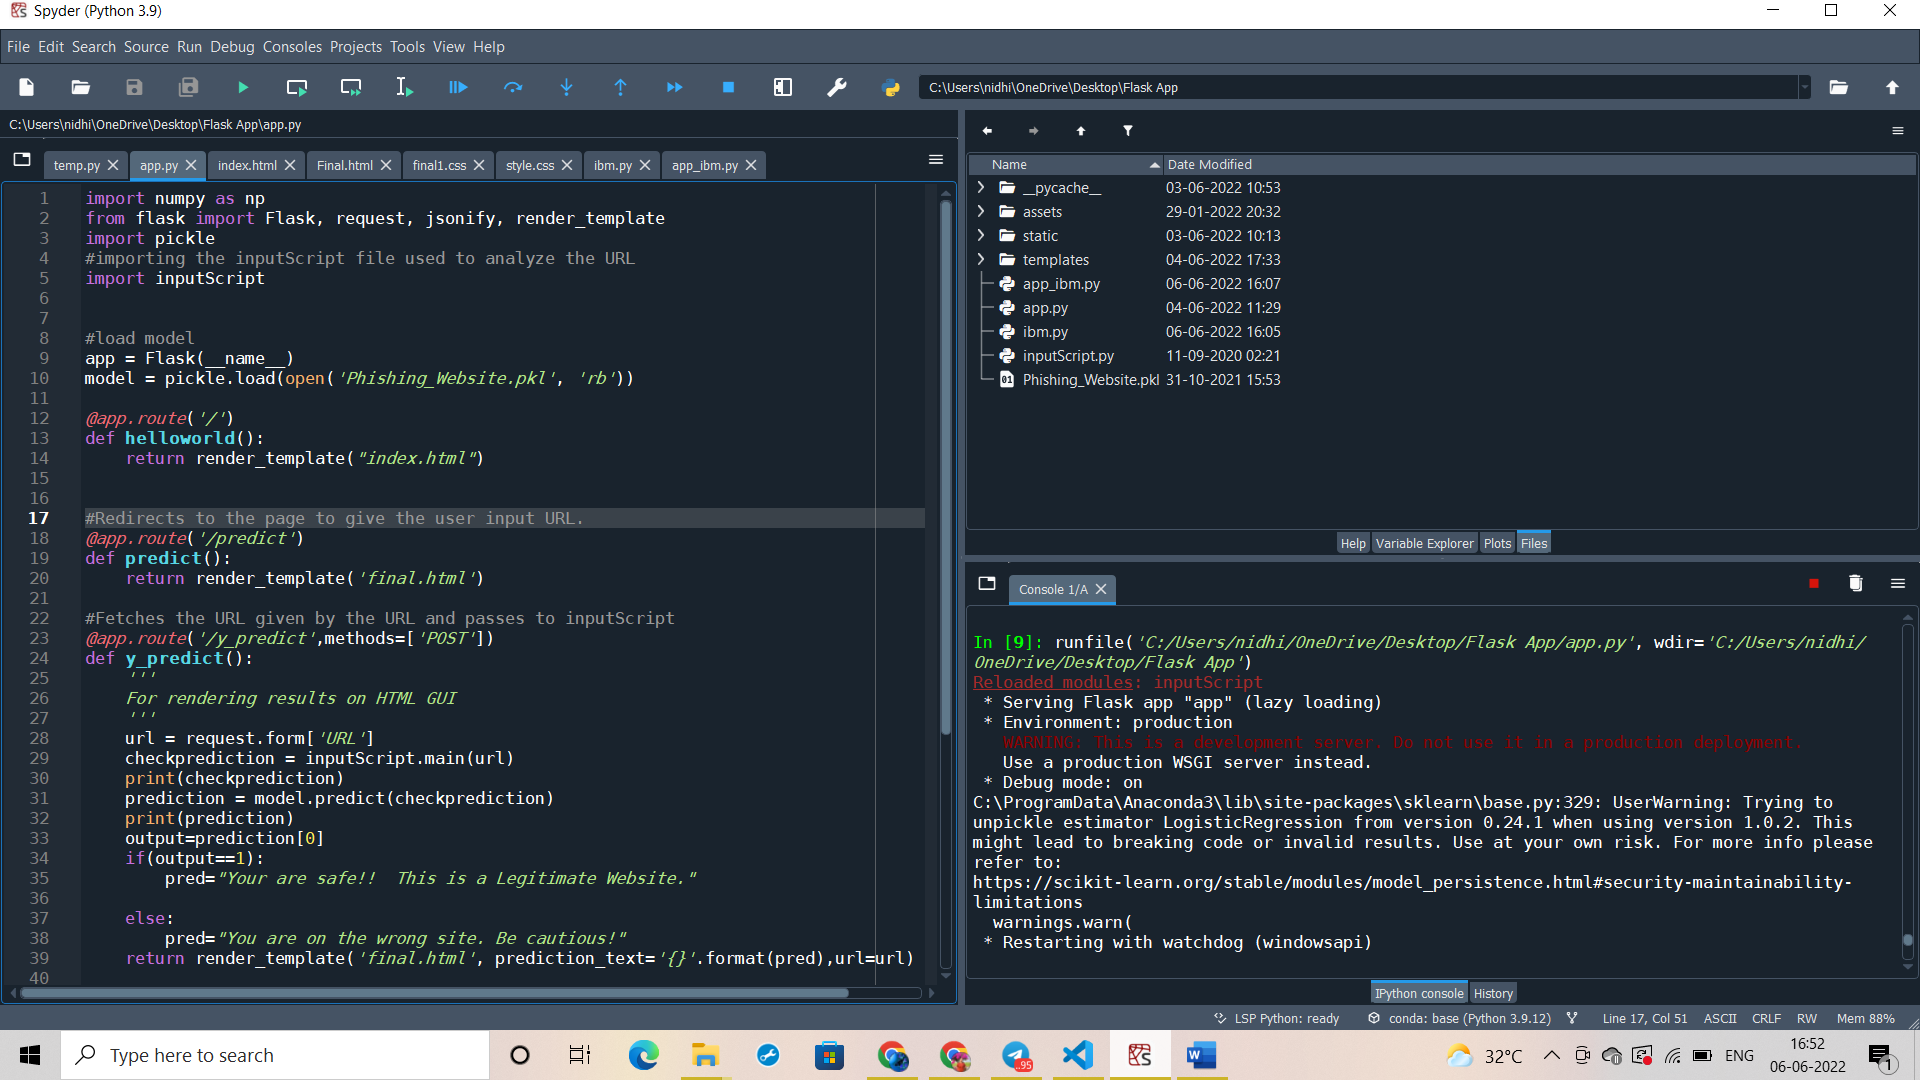 Spyder (Python 3.9)
File Edit Search Source Run Debug Consoles Projects Tools View Help
C:\Users\nidhi\OneDrive\Desktop\Flask App
C:\Users\nidhi\OneDrive\Desktop\Flask App\app.py
temp.py app.py index.html Final.html final1.css style.css ibm.py app_ibm.py
1 import numpy as np
2 from flask import Flask, request, jsonify, render_template
3 import pickle
4 #importing the inputScript file used to analyze the URL
5 import inputScript
6
7
8 #load model
9 app = Flask(__name__)
10 model = pickle.load(open('Phishing_Website.pkl', 'rb'))
11
12 @app.route('/')
13 def helloworld():
14     return render_template("index.html")
15
16
17 #Redirects to the page to give the user input URL.
18 @app.route('/predict')
19 def predict():
20     return render_template('final.html')
21
22 #Fetches the URL given by the URL and passes to inputScript
23 @app.route('/y_predict',methods=['POST'])
24 def y_predict():
25     '''
26     For rendering results on HTML GUI
27     '''
28     url = request.form['URL']
29     checkprediction = inputScript.main(url)
30     print(checkprediction)
31     prediction = model.predict(checkprediction)
32     print(prediction)
33     output=prediction[0]
34     if(output==1):
35         pred="Your are safe!!  This is a Legitimate Website."
36
37     else:
38         pred="You are on the wrong site. Be cautious!"
39     return render_template('final.html', prediction_text='{}'.format(pred),url=url)
40
Name Date Modified
__pycache__ 03-06-2022 10:53
assets 29-01-2022 20:32
static 03-06-2022 10:13
templates 04-06-2022 17:33
app_ibm.py 06-06-2022 16:07
app.py 04-06-2022 11:29
ibm.py 06-06-2022 16:05
inputScript.py 11-09-2020 02:21
Phishing_Website.pkl 31-10-2021 15:53
Help Variable Explorer Plots Files
Console 1/A
In [9]: runfile('C:/Users/nidhi/OneDrive/Desktop/Flask App/app.py', wdir='C:/Users/nidhi/
OneDrive/Desktop/Flask App')
Reloaded modules: inputScript
* Serving Flask app "app" (lazy loading)
* Environment: production
WARNING: This is a development server. Do not use it in a production deployment.
Use a production WSGI server instead.
* Debug mode: on
C:\ProgramData\Anaconda3\lib\site-packages\sklearn\base.py:329: UserWarning: Trying to
unpickle estimator LogisticRegression from version 0.24.1 when using version 1.0.2. This
might lead to breaking code or invalid results. Use at your own risk. For more info please
refer to:
https://scikit-learn.org/stable/modules/model_persistence.html#security-maintainability-
limitations
warnings.warn(
* Restarting with watchdog (windowsapi)
IPython console History
LSP Python: ready conda: base (Python 3.9.12) Line 17, Col 51 ASCII CRLF RW Mem 88%
Type here to search
..95
32°C ENG 16:52
06-06-2022
1